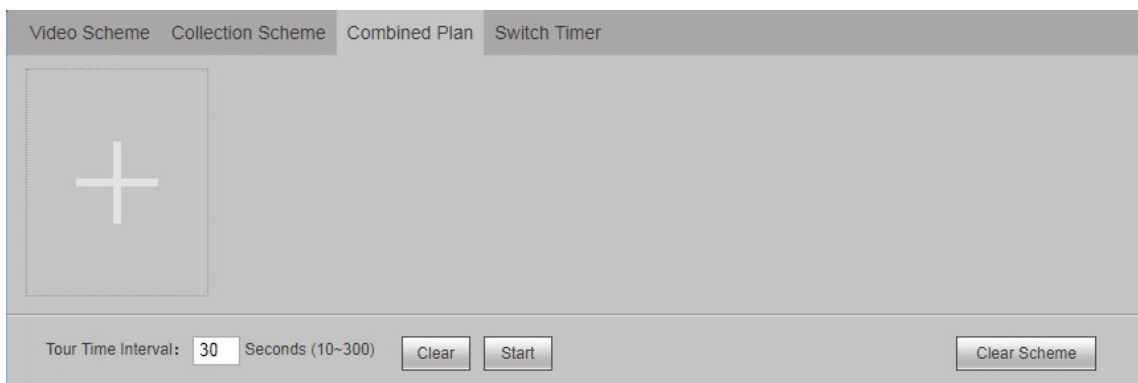 Video Scheme Collection Scheme Combined Plan Switch Timer
Tour Time Interval: 30 Seconds (10~300) Clear Start Clear Scheme